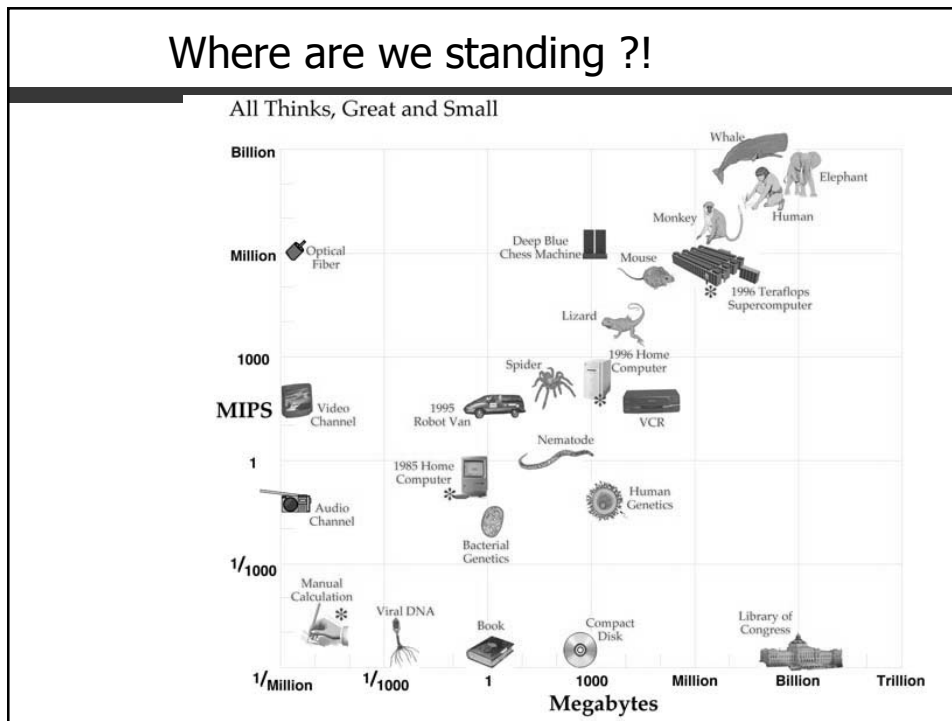 Where are we standing ?!
All Thinks, Great and Small
Billion
Whale
Elephant
Human
Monkey
Million
Optical
Fiber
Deep Blue
Chess Machine
Mouse
1996 Teraflops
Supercomputer
*
Lizard
1000
1996 Home
Computer
*
Spider
MIPS
Video
Channel
1995
Robot Van
VCR
Nematode
1
1985 Home
Computer
*
Human
Genetics
Audio
Channel
Bacterial
Genetics
1/1000
Manual
Calculation
*
Viral DNA
Book
Compact
Disk
Library of
Congress
1/Million
1/1000
1
1000
Million
Billion
Trillion
Megabytes